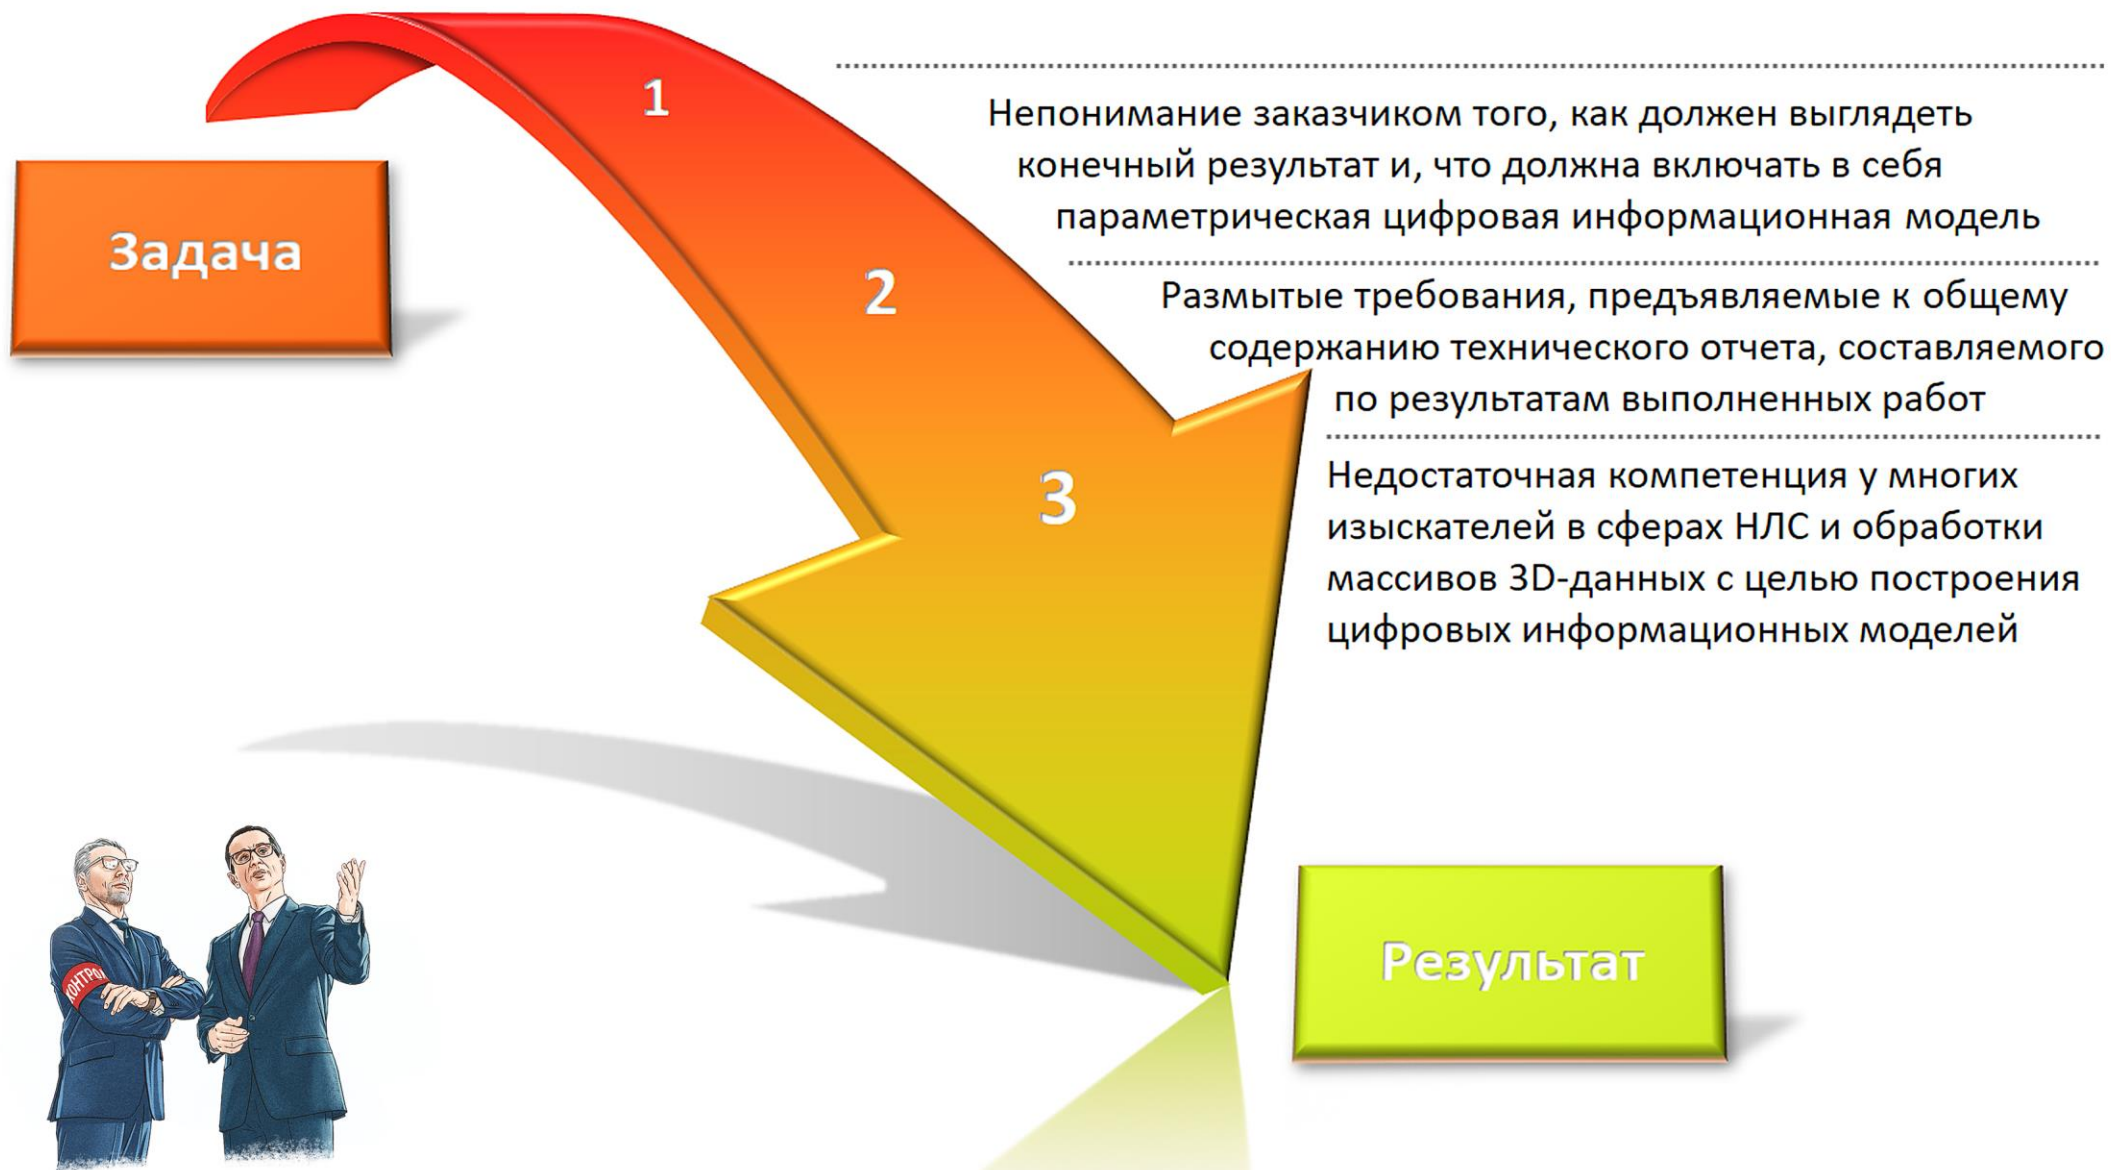 1
Непонимание заказчиком того, как должен выглядеть
конечный результат и, что должна включать в себя
параметрическая цифровая информационная модель
Задача
2
Размытые требования, предъявляемые к общему
содержанию технического отчета, составляемого
по результатам выполненных работ
3
Недостаточная компетенция у многих
изыскателей в сферах НЛС и обработки
массивов 3D-данных с целью построения
цифровых информационных моделей
Результат
КОНТРОЛ